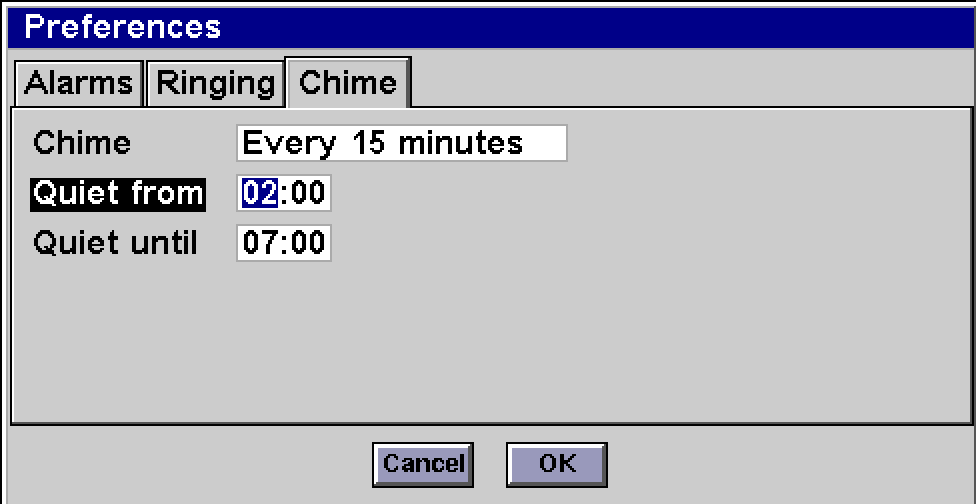 Preferences
Alarms Ringing Chime
Chime Every 15 minutes
Quiet from 02:00
Quiet until 07:00
Cancel OK